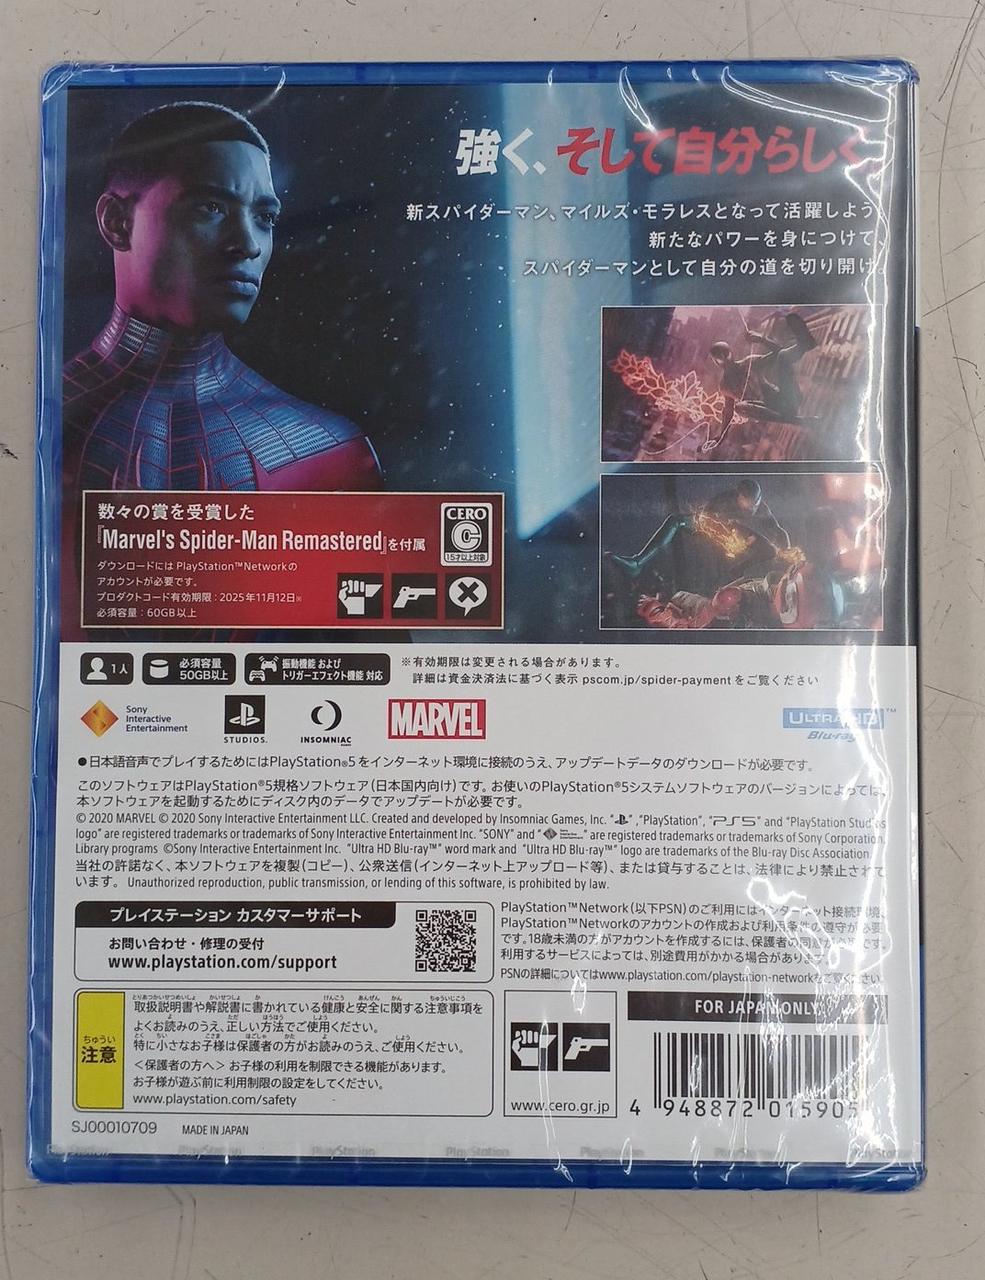 強く、そして自分らしく
新スパイダーマン、マイルズ・モラレスとなって活躍しよう
新たなパワーを身につけて、
スパイダーマンとして自分の道を切り開け。
数々の賞を受賞した
『Marvel's Spider-Man Remastered』を付属
ダウンロードには PlayStation™Networkの
アカウントが必要です。
プロダクトコード有効期限：2025年11月12日※
必須容量：60GB以上
CERO
C
15才以上対象
1人
必須容量
50GB以上
振動機能 および
トリガーエフェクト機能 対応
※有効期限は変更される場合があります。
詳細は資金決済法に基づく表示 pscom.jp/spider-payment をご覧ください
Sony
Interactive
Entertainment
STUDIOS.
INSOMNIAC
GAMES
MARVEL
ULTRA HD
Blu-ray™
●日本語音声でプレイするためにはPlayStation®5をインターネット環境に接続のうえ、アップデートデータのダウンロードが必要です。
このソフトウェアはPlayStation®5規格ソフトウェア(日本国内向け)です。お使いのPlayStation®5システムソフトウェアのバージョンによっては、
本ソフトウェアを起動するためにディスク内のデータでアップデートが必要です。
© 2020 MARVEL © 2020 Sony Interactive Entertainment LLC. Created and developed by Insomniac Games, Inc. " ","PlayStation", "PS5" and "PlayStation Studios
logo" are registered trademarks or trademarks of Sony Interactive Entertainment Inc. "SONY" and " " are registered trademarks or trademarks of Sony Corporation.
Library programs ©Sony Interactive Entertainment Inc. "Ultra HD Blu-ray™" word mark and "Ultra HD Blu-ray™" logo are trademarks of the Blu-ray Disc Association.
当社の許諾なく、本ソフトウェアを複製(コピー)、公衆送信(インターネット上アップロード等)、または貸与することは、法律により禁止されて
います。 Unauthorized reproduction, public transmission, or lending of this software, is prohibited by law.
プレイステーション カスタマーサポート
お問い合わせ・修理の受付
www.playstation.com/support
PlayStation™Network(以下PSN)のご利用にはインターネット接続環境、
PlayStation™Networkのアカウントの作成および利用条件の遵守が必要
です。18歳未満の方がアカウントを作成するには、保護者の同意が必要です。
利用するサービスによっては、別途費用がかかる場合があります。
PSNの詳細についてはwww.playstation.com/playstation-networkをご覧ください。
注意
ちゅうい
取扱説明書や解説書に書かれている健康と安全に関する注意事項を
よくお読みのうえ、正しい方法でご使用ください。
特に小さなお子様は保護者の方がお読みのうえ、ご使用ください。
＜保護者の方へ＞ お子様の利用を制限できる機能があります。
お子様が遊ぶ前に利用制限の設定をしてください。
www.playstation.com/safety
www.cero.gr.jp
FOR JAPAN ONLY
4 948872 015905
SJ00010709 MADE IN JAPAN
PlayStation PlayStation PlayStation PlayStation PlayStation PlayStation PlayStation